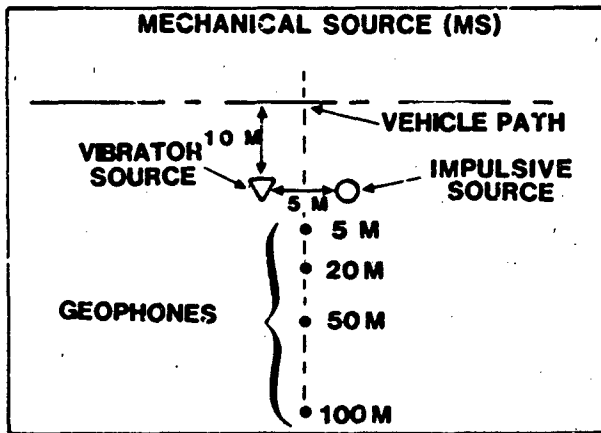 MECHANICAL SOURCE (MS)
10 M
VEHICLE PATH
VIBRATOR
SOURCE
IMPULSIVE
SOURCE
5 M
5 M
20 M
GEOPHONES
50 M
100 M